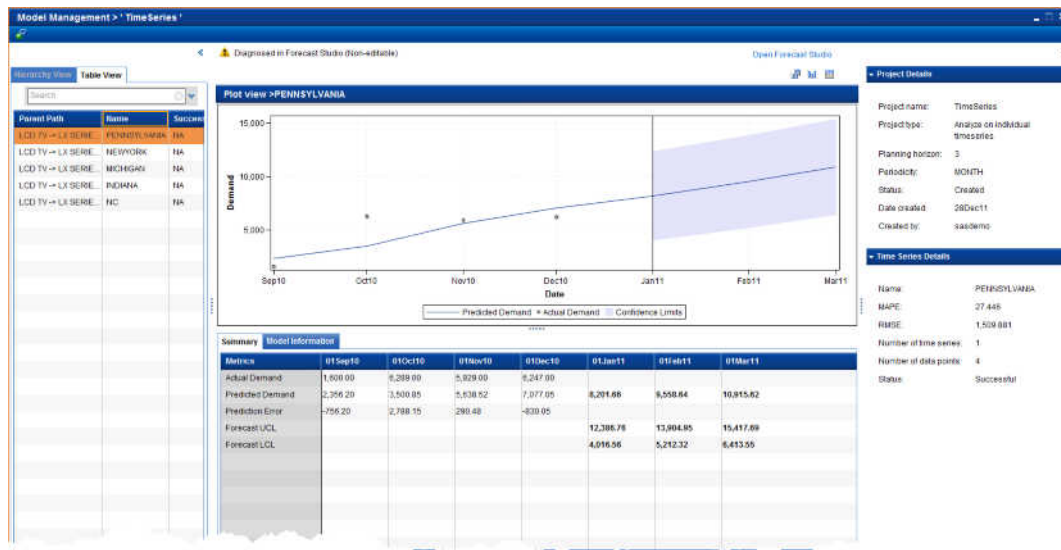 Model Management > ' TimeSeries '
Diagnosed in Forecast Studio (Non-editable)
Open Forecast Studio
Hierarchy View Table View
Search
Parent Path Name Success
LCD TV -> LX SERIE... PENNSYLVANIA NA
LCD TV -> LX SERIE... NEWYORK NA
LCD TV -> LX SERIE... MICHIGAN NA
LCD TV -> LX SERIE... INDIANA NA
LCD TV -> LX SERIE... NC NA
Plot view >PENNSYLVANIA
15,000
10,000
5,000
Demand
Sep10 Oct10 Nov10 Dec10 Jan11 Feb11 Mar11
Date
Predicted Demand Actual Demand Confidence Limits
Summary Model Information
Metrics 01Sep10 01Oct10 01Nov10 01Dec10 01Jan11 01Feb11 01Mar11
Actual Demand 1,600.00 6,289.00 5,929.00 6,247.00
Predicted Demand 2,356.20 3,500.85 5,638.52 7,077.05 8,201.66 9,558.64 10,915.62
Prediction Error -756.20 2,788.15 290.48 -830.05
Forecast UCL 12,386.76 13,904.95 15,417.69
Forecast LCL 4,016.56 5,212.32 6,413.55
Project Details
Project name: TimeSeries
Project type: Analyze on individual
timeseries
Planning horizon: 3
Periodicity: MONTH
Status: Created
Date created: 28Dec11
Created by: sasdemo
Time Series Details
Name: PENNSYLVANIA
MAPE: 27.446
RMSE: 1,509.881
Number of time series: 1
Number of data points: 4
Status: Successful